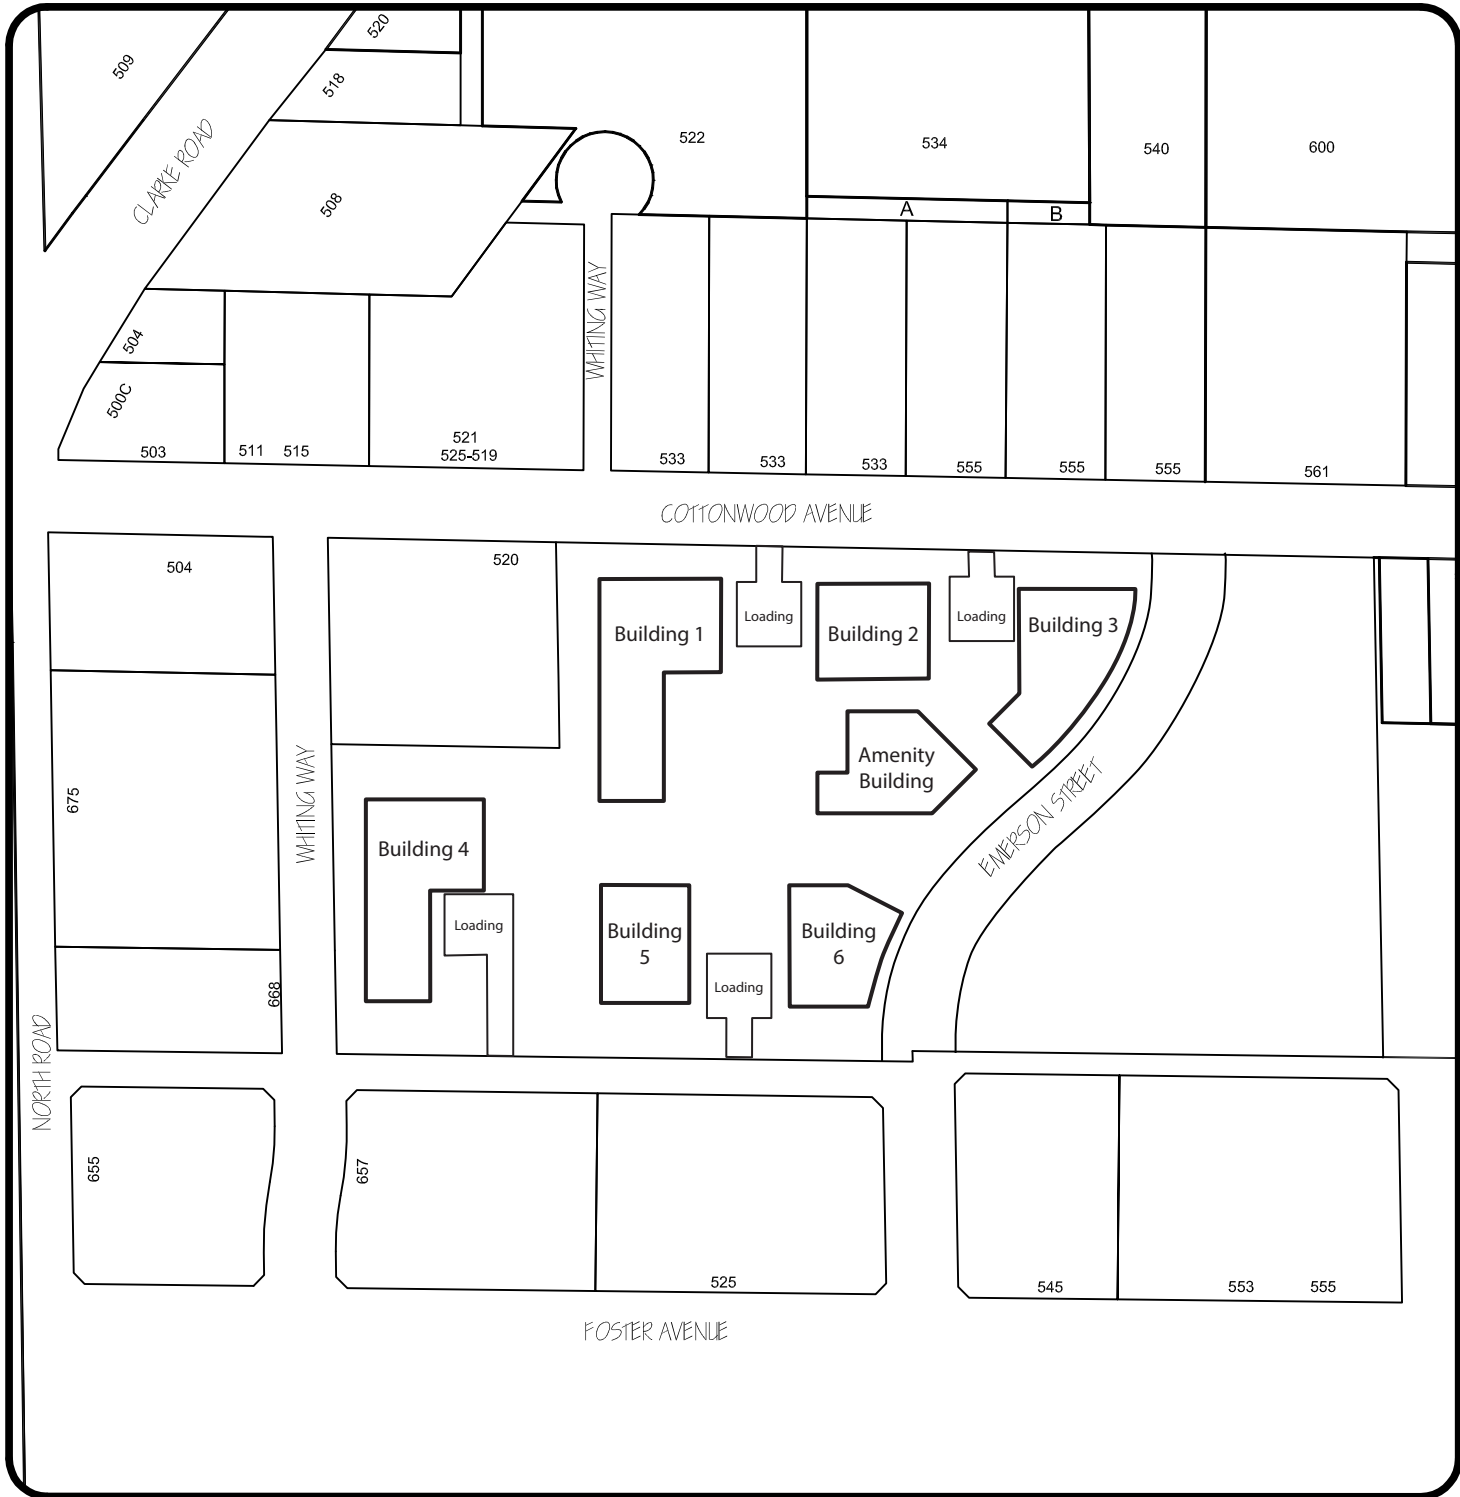 509
520
518
CLARKE ROAD
508
522
534
540
600
A
B
WHITING WAY
504
500C
503
511
515
521
525-519
533
533
533
555
555
555
561
COTTONWOOD AVENUE
504
520
Building 1
Loading
Building 2
Loading
Building 3
Amenity
Building
675
WHITING WAY
Building 4
EMERSON STREET
Loading
Building
5
Building
6
Loading
668
NORTH ROAD
655
657
525
545
553
555
FOSTER AVENUE